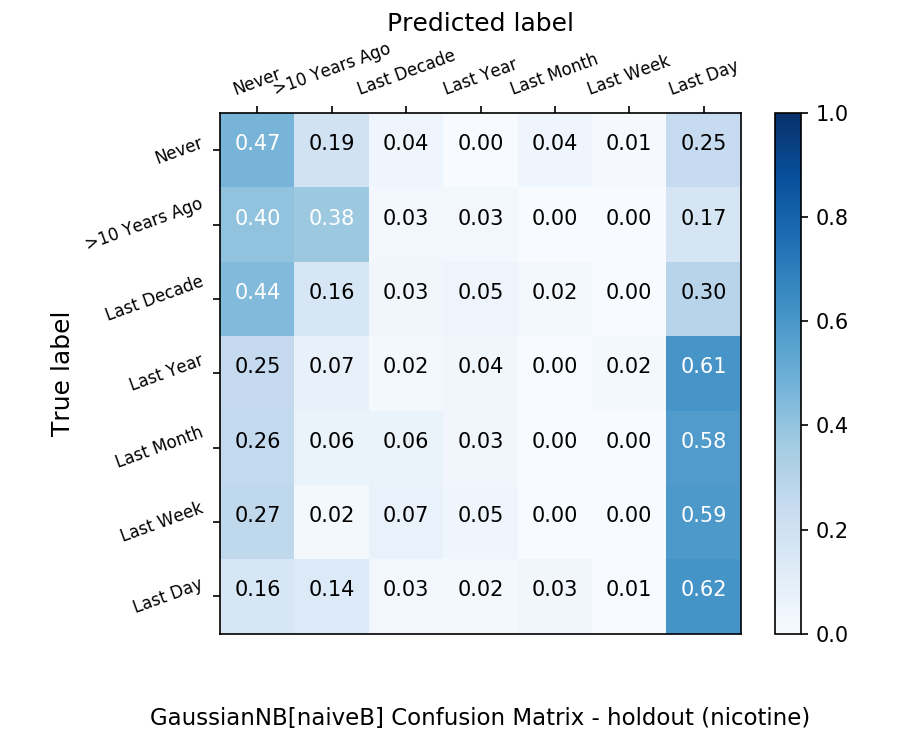 Predicted label
Never >10 Years Ago Last Decade Last Year Last Month Last Week Last Day
True label
Never 0.47 0.19 0.04 0.00 0.04 0.01 0.25
>10 Years Ago 0.40 0.38 0.03 0.03 0.00 0.00 0.17
Last Decade 0.44 0.16 0.03 0.05 0.02 0.00 0.30
Last Year 0.25 0.07 0.02 0.04 0.00 0.02 0.61
Last Month 0.26 0.06 0.06 0.03 0.00 0.00 0.58
Last Week 0.27 0.02 0.07 0.05 0.00 0.00 0.59
Last Day 0.16 0.14 0.03 0.02 0.03 0.01 0.62
1.0
0.8
0.6
0.4
0.2
0.0
GaussianNB[naiveB] Confusion Matrix - holdout (nicotine)